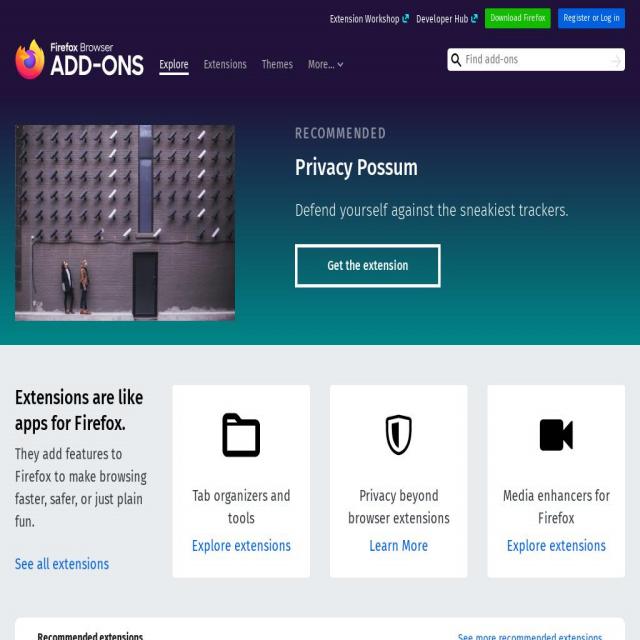 Extension Workshop
Developer Hub
Download Firefox
Register or Log in
Firefox Browser
ADD-ONS
Explore
Extensions
Themes
More...
Find add-ons
RECOMMENDED
Privacy Possum
Defend yourself against the sneakiest trackers.
Get the extension
Extensions are like
apps for Firefox.
They add features to
Firefox to make browsing
faster, safer, or just plain
fun.
See all extensions
Tab organizers and
tools
Explore extensions
Privacy beyond
browser extensions
Learn More
Media enhancers for
Firefox
Explore extensions
Recommended extensions
See more recommended extensions